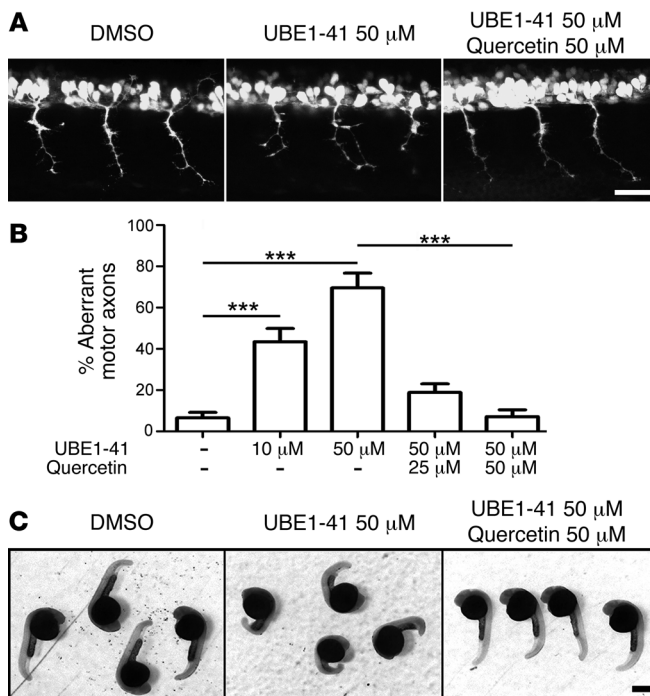 A
DMSO
UBE1-41 50 μM
UBE1-41 50 μM
Quercetin 50 μM
B
% Aberrant
motor axons
100
80
60
40
20
0
***
***
***
UBE1-41 - 10 μM 50 μM 50 μM 50 μM
Quercetin - - - 25 μM 50 μM
C
DMSO
UBE1-41 50 μM
UBE1-41 50 μM
Quercetin 50 μM